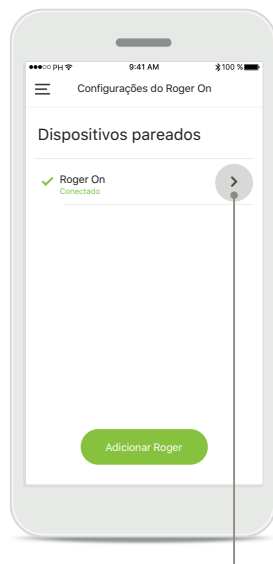 PH 9:41 AM 100 %
Configurações do Roger On
Dispositivos pareados
Roger On
Conectado
Adicionar Roger